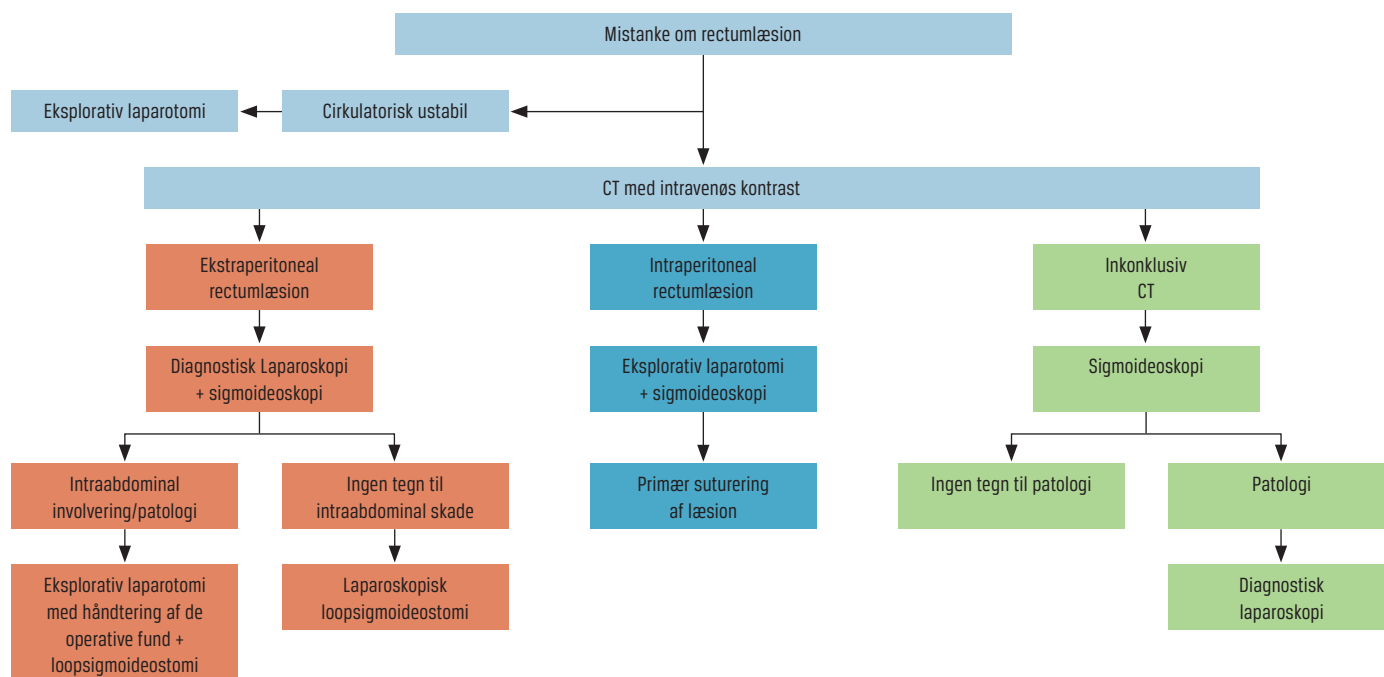 Mistanke om rectumlæsion
Eksplorativ laparotomi
Cirkulatorisk ustabil
CT med intravenøs kontrast
Ekstraperitoneal
rectumlæsion
Intraperitoneal
rectumlæsion
Inkonklusiv
CT
Diagnostisk Laparoskopi
+ sigmoideoskopi
Eksplorativ laparotomi
+ sigmoideoskopi
Sigmoideoskopi
Intraabdominal
involvering/patologi
Ingen tegn til
intraabdominal skade
Primær suturering
af læsion
Ingen tegn til patologi
Patologi
Eksplorativ laparotomi
med håndtering af de
operative fund +
loopsigmoideostomi
Laparoskopisk
loopsigmoideostomi
Diagnostisk
laparoskopi